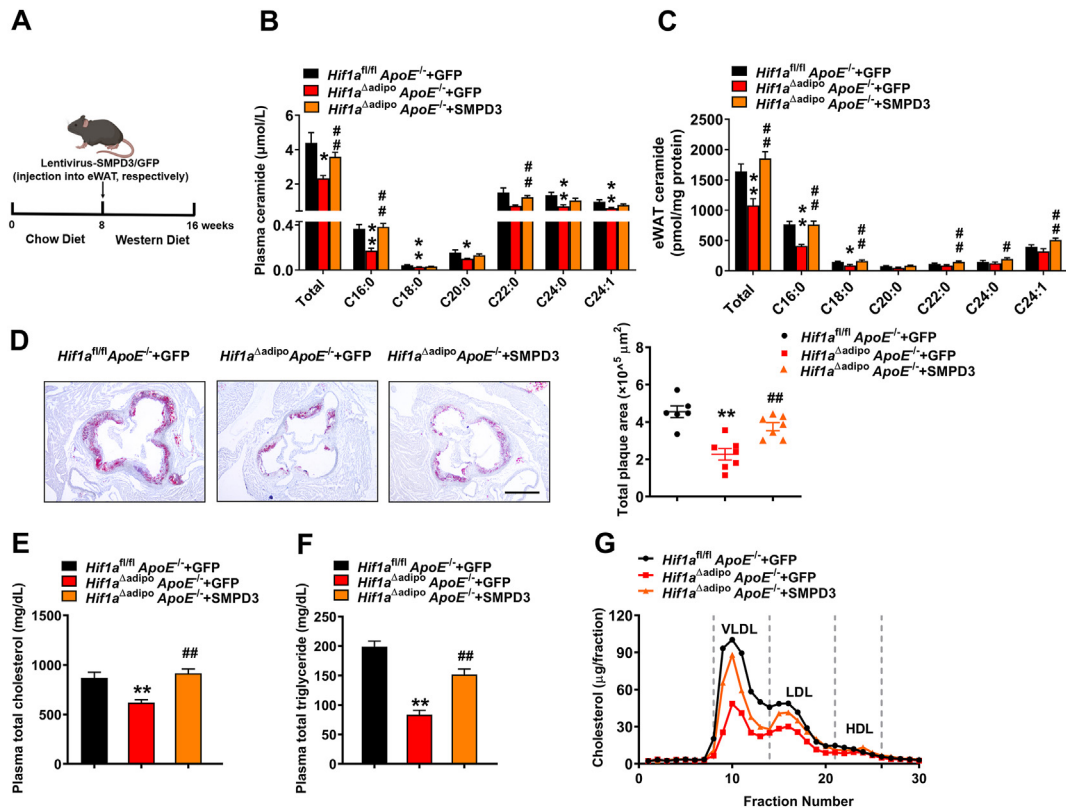 A
Lentivirus-SMPD3/GFP
(injection into eWAT, respectively)
0 8 16 weeks
Chow Diet Western Diet
B
Hif1a^fl/fl ApoE^-/-+GFP
Hif1a^Δadipo ApoE^-/-+GFP
Hif1a^Δadipo ApoE^-/-+SMPD3
Plasma ceramide (μmol/L)
6
4
2
0.4
0.0
* ## ** ## ** * ## ** **
Total C16:0 C18:0 C20:0 C22:0 C24:0 C24:1
C
Hif1a^fl/fl ApoE^-/-+GFP
Hif1a^Δadipo ApoE^-/-+GFP
Hif1a^Δadipo ApoE^-/-+SMPD3
eWAT ceramide
(pmol/mg protein)
2500
2000
1500
1000
500
0
** ## ** ## * ## ## # ##
Total C16:0 C18:0 C20:0 C22:0 C24:0 C24:1
D
Hif1a^fl/fl ApoE^-/-+GFP Hif1a^Δadipo ApoE^-/-+GFP Hif1a^Δadipo ApoE^-/-+SMPD3
Hif1a^fl/fl ApoE^-/-+GFP
Hif1a^Δadipo ApoE^-/-+GFP
Hif1a^Δadipo ApoE^-/-+SMPD3
Total plaque area (×10^5 μm²)
8
6
4
2
0
** ##
E
Hif1a^fl/fl ApoE^-/-+GFP
Hif1a^Δadipo ApoE^-/-+GFP
Hif1a^Δadipo ApoE^-/-+SMPD3
Plasma total cholesterol (mg/dL)
1500
1000
500
0
** ##
F
Hif1a^fl/fl ApoE^-/-+GFP
Hif1a^Δadipo ApoE^-/-+GFP
Hif1a^Δadipo ApoE^-/-+SMPD3
Plasma total triglyceride (mg/dL)
250
200
150
100
50
0
** ##
G
Hif1a^fl/fl ApoE^-/-+GFP
Hif1a^Δadipo ApoE^-/-+GFP
Hif1a^Δadipo ApoE^-/-+SMPD3
Cholesterol (μg/fraction)
120
90
60
30
0
VLDL LDL HDL
10 20 30
Fraction Number